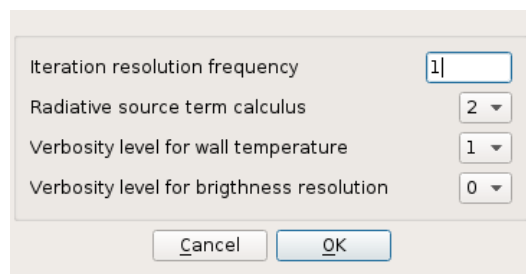 Iteration resolution frequency 1
Radiative source term calculus 2
Verbosity level for wall temperature 1
Verbosity level for brigthness resolution 0
Cancel OK